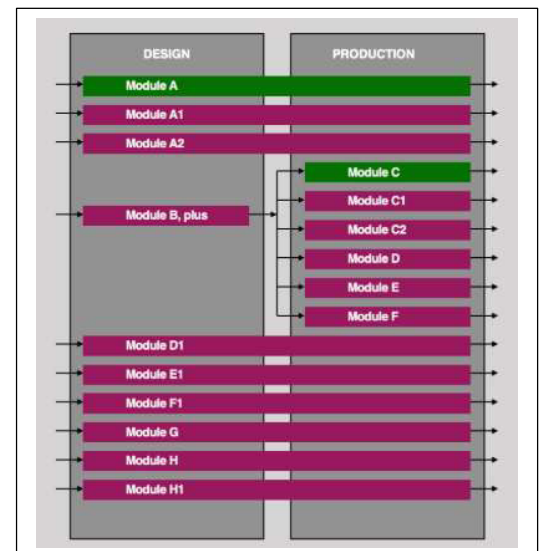 DESIGN PRODUCTION
Module A
Module A1
Module A2
Module C
Module C1
Module B, plus
Module C2
Module D
Module E
Module F
Module D1
Module E1
Module F1
Module G
Module H
Module H1